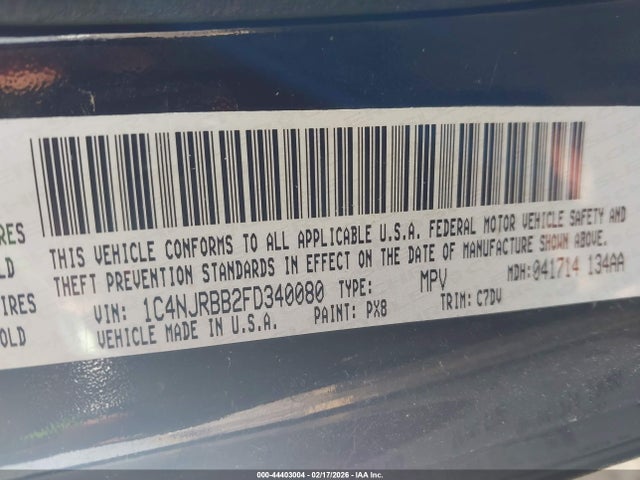 IRES
OLD
IRES
OLD
THIS VEHICLE CONFORMS TO ALL APPLICABLE U.S.A. FEDERAL MOTOR VEHICLE SAFETY AND
THEFT PREVENTION STANDARDS IN EFFECT ON THE DATE OF MANUFACTURE SHOWN ABOVE.
VIN: 1C4NJRBB2FD340080 TYPE: MPV MDH:041714 134AA
VEHICLE MADE IN U.S.A. PAINT: PX8 TRIM: C7DV
000-44403004 | 02/17/2026 | IAA Inc.